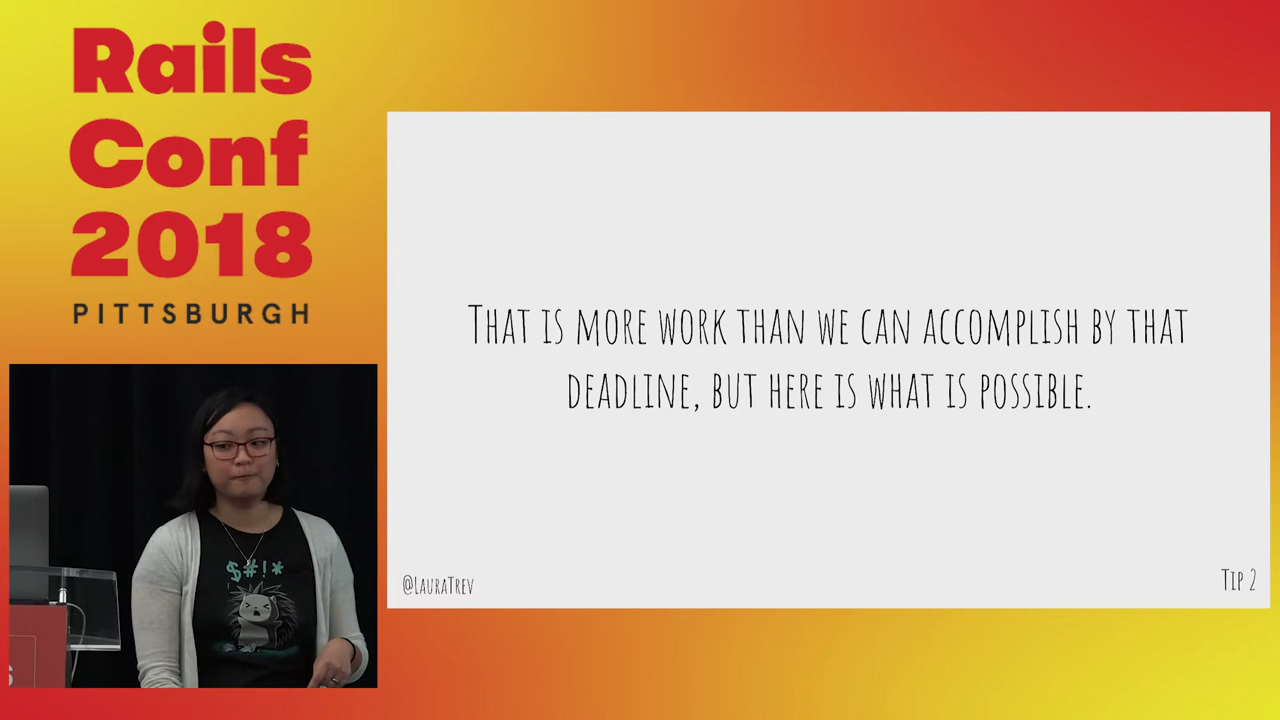 Rails
Conf
2018
PITTSBURGH
THAT IS MORE WORK THAN WE CAN ACCOMPLISH BY THAT
DEADLINE, BUT HERE IS WHAT IS POSSIBLE.
@LAURATREV
TIP 2
$#!*
S